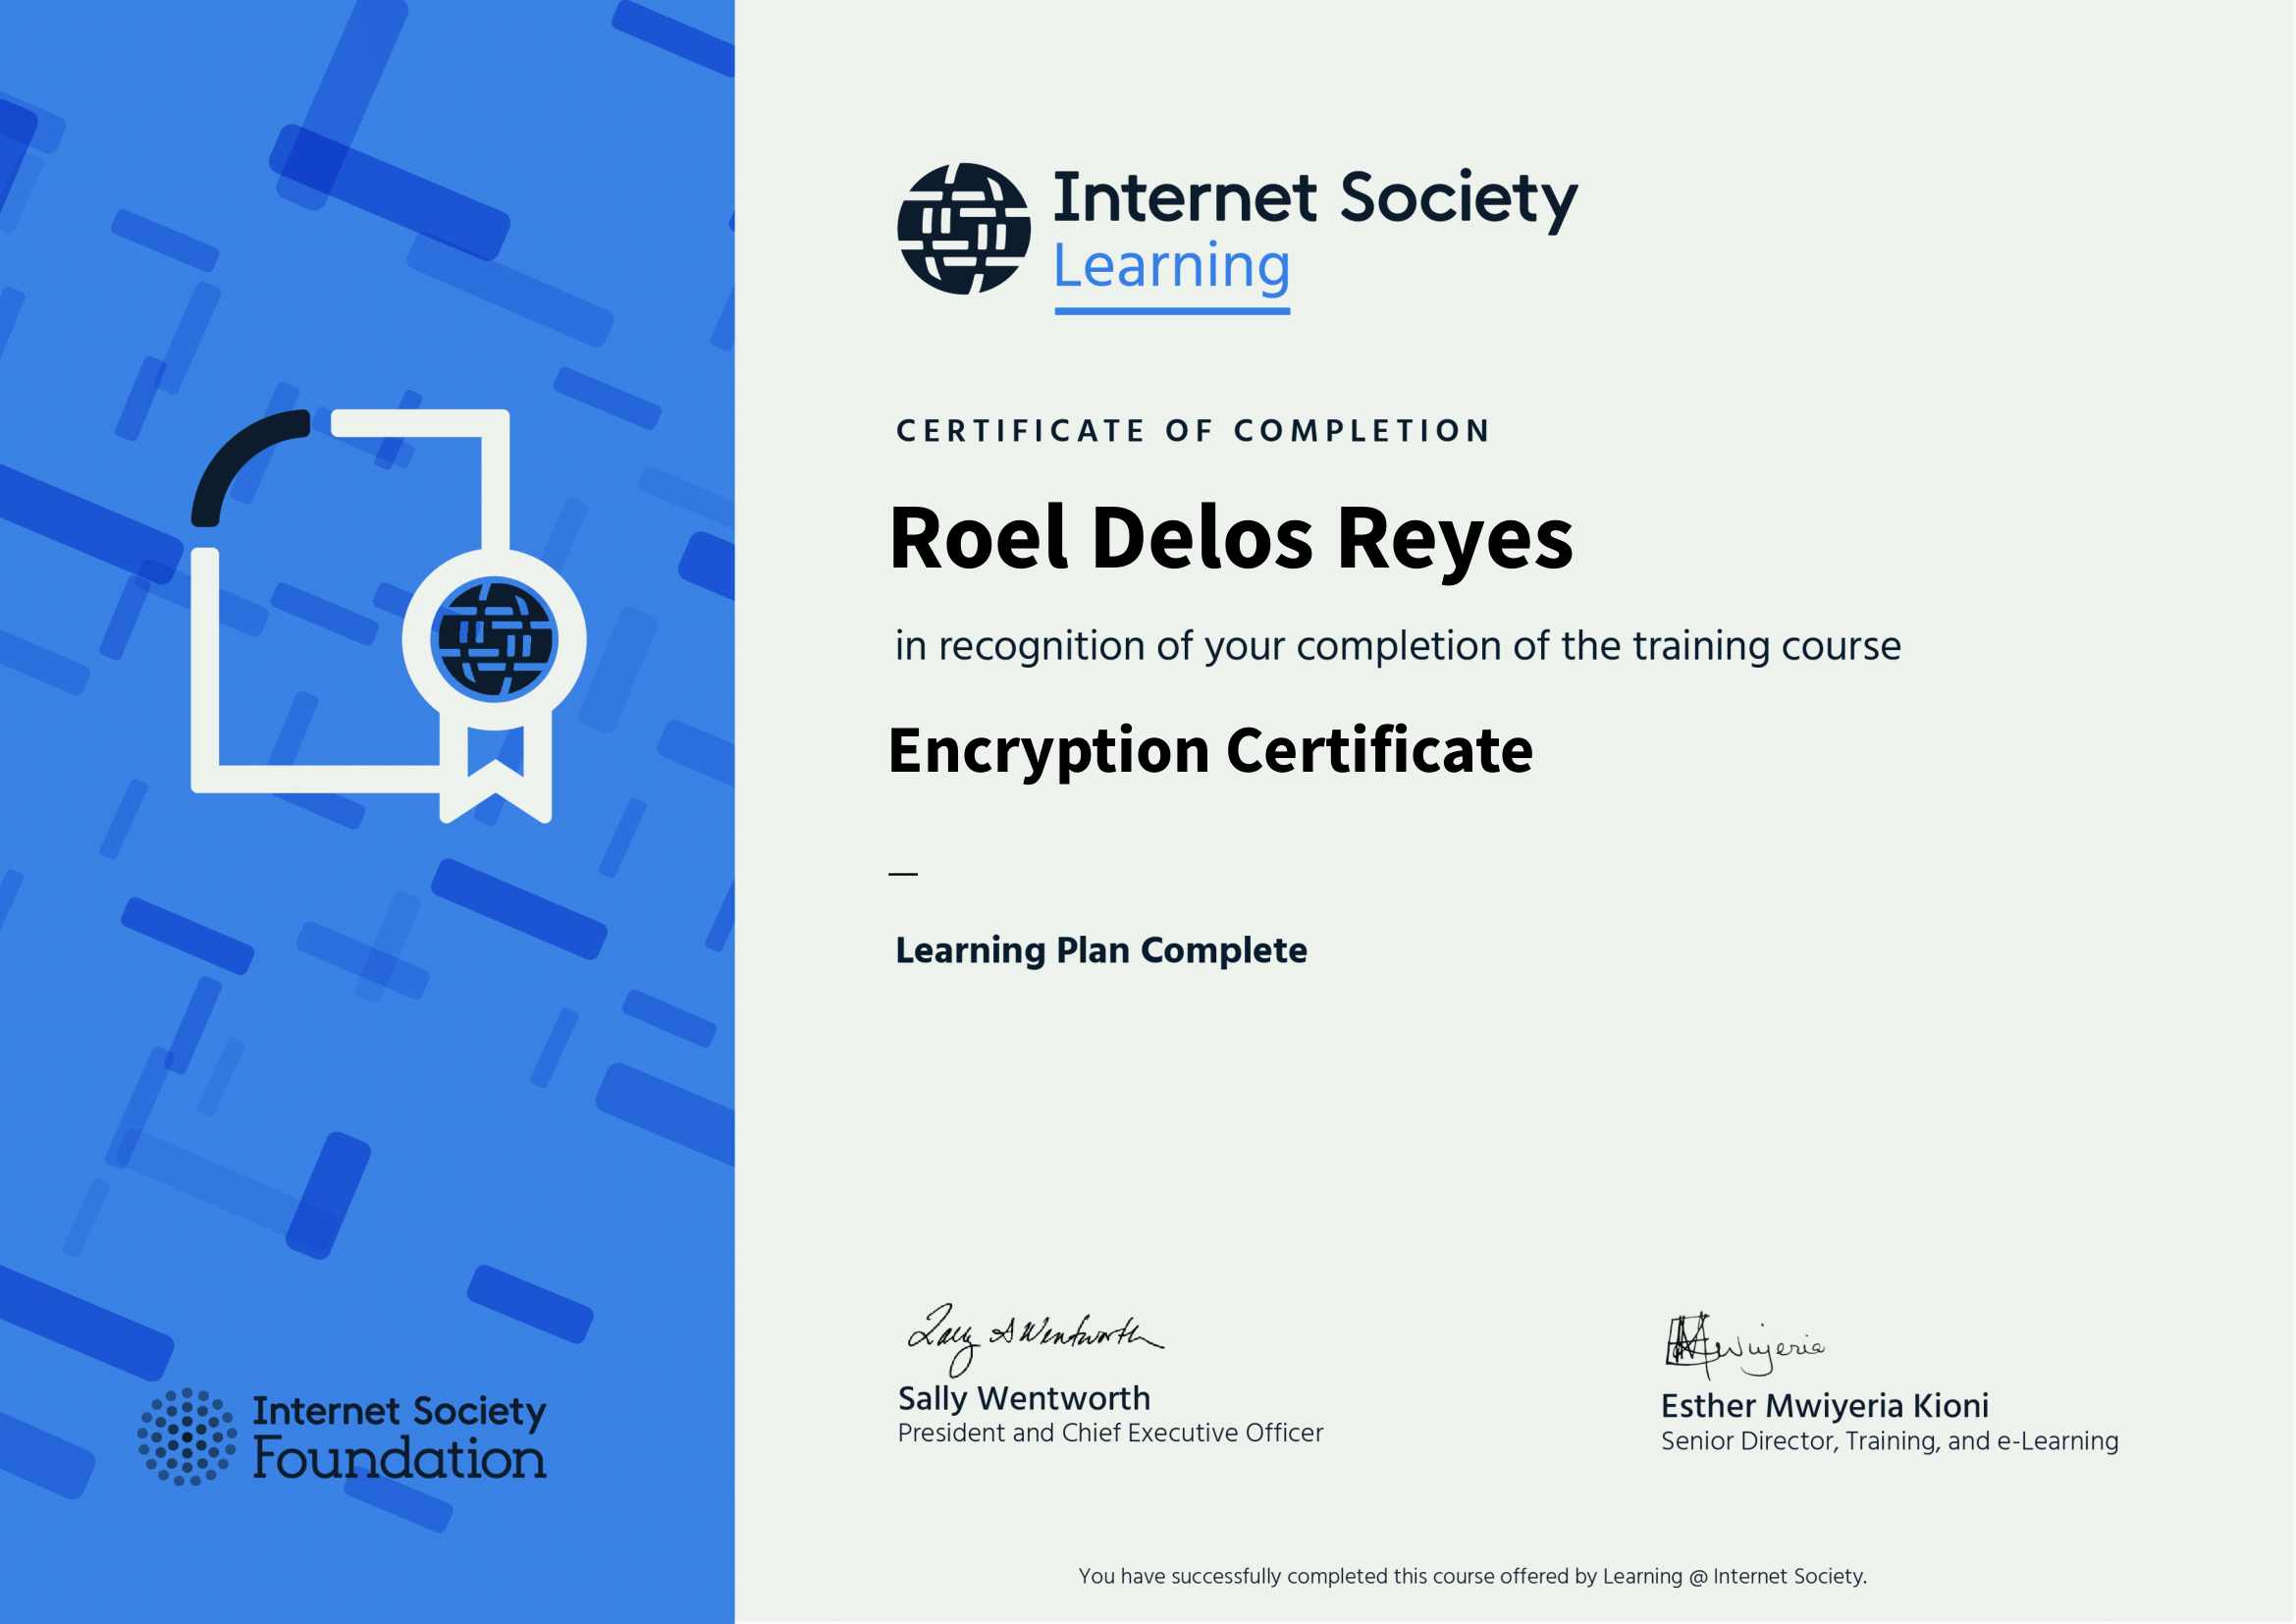 Internet Society
Learning
CERTIFICATE OF COMPLETION
Roel Delos Reyes
in recognition of your completion of the training course
Encryption Certificate
—
Learning Plan Complete
Sally Wentworth
Sally Wentworth
President and Chief Executive Officer
Mwiyeria
Esther Mwiyeria Kioni
Senior Director, Training, and e-Learning
Internet Society
Foundation
You have successfully completed this course offered by Learning @ Internet Society.